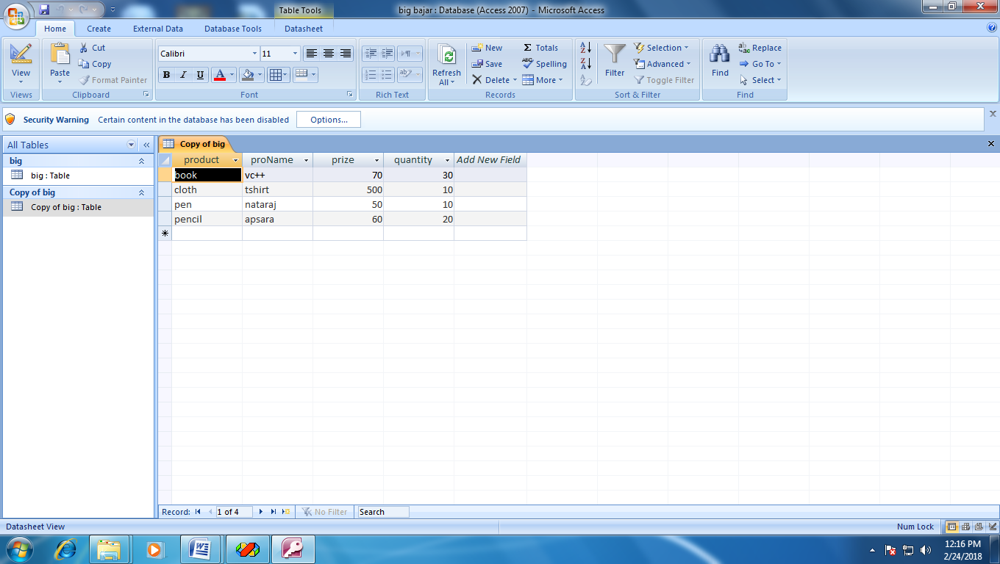 Table Tools
big bajar : Database (Access 2007) - Microsoft Access
Home Create External Data Database Tools Datasheet
View
Views
Paste
Cut
Copy
Format Painter
Clipboard
Calibri 11
B I U A
Font
Rich Text
Refresh
All
New
Save
Delete
Σ Totals
Spelling
More
Records
Filter
Selection
Advanced
Toggle Filter
Sort & Filter
Find
Replace
Go To
Select
Find
Security Warning Certain content in the database has been disabled Options...
All Tables
big
big : Table
Copy of big
Copy of big : Table
Copy of big
product proName prize quantity Add New Field
book vc++ 70 30
cloth tshirt 500 10
pen nataraj 50 10
pencil apsara 60 20
Record: 1 of 4 No Filter Search
Datasheet View Num Lock
12:16 PM
2/24/2018